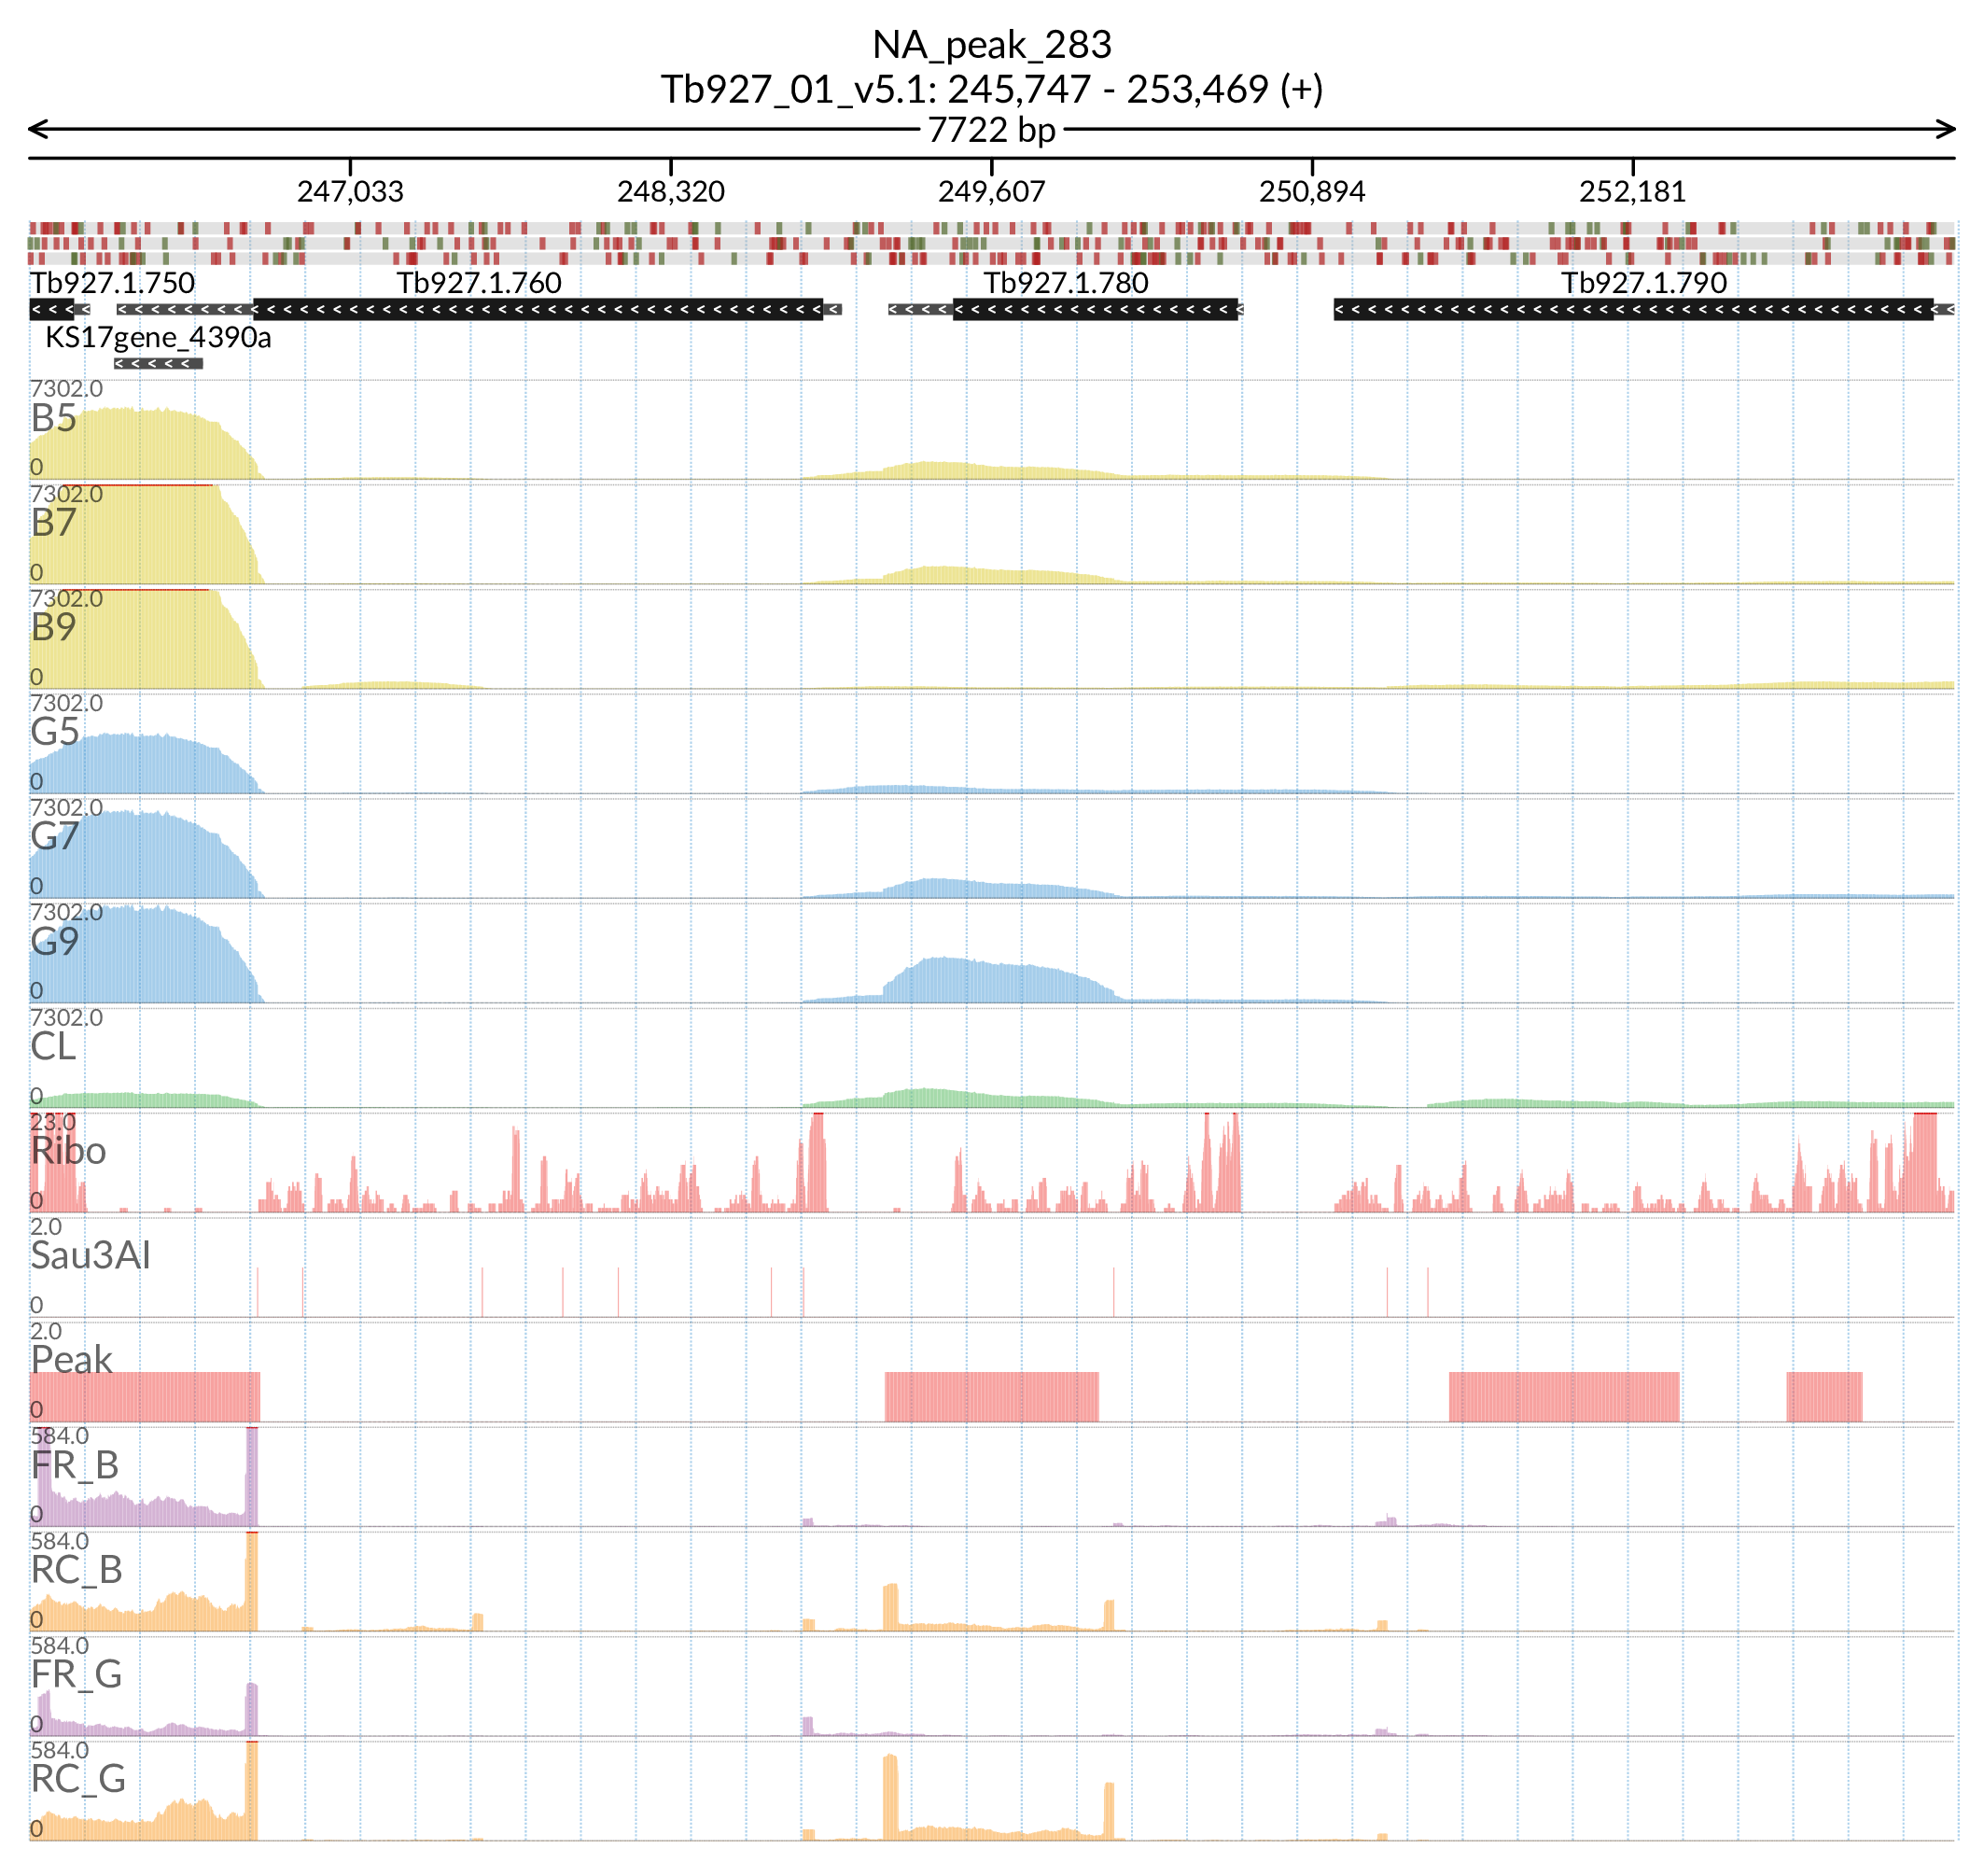 NA_peak_283
Tb927_01_v5.1: 245,747 - 253,469 (+)
7722 bp
247,033 248,320 249,607 250,894 252,181
Tb927.1.750 Tb927.1.760 Tb927.1.780 Tb927.1.790
KS17gene_4390a
7302.0
B5
0
7302.0
B7
0
7302.0
B9
0
7302.0
G5
0
7302.0
G7
0
7302.0
G9
0
7302.0
CL
0
23.0
Ribo
0
2.0
Sau3AI
0
2.0
Peak
0
584.0
FR_B
0
584.0
RC_B
0
584.0
FR_G
0
584.0
RC_G
0